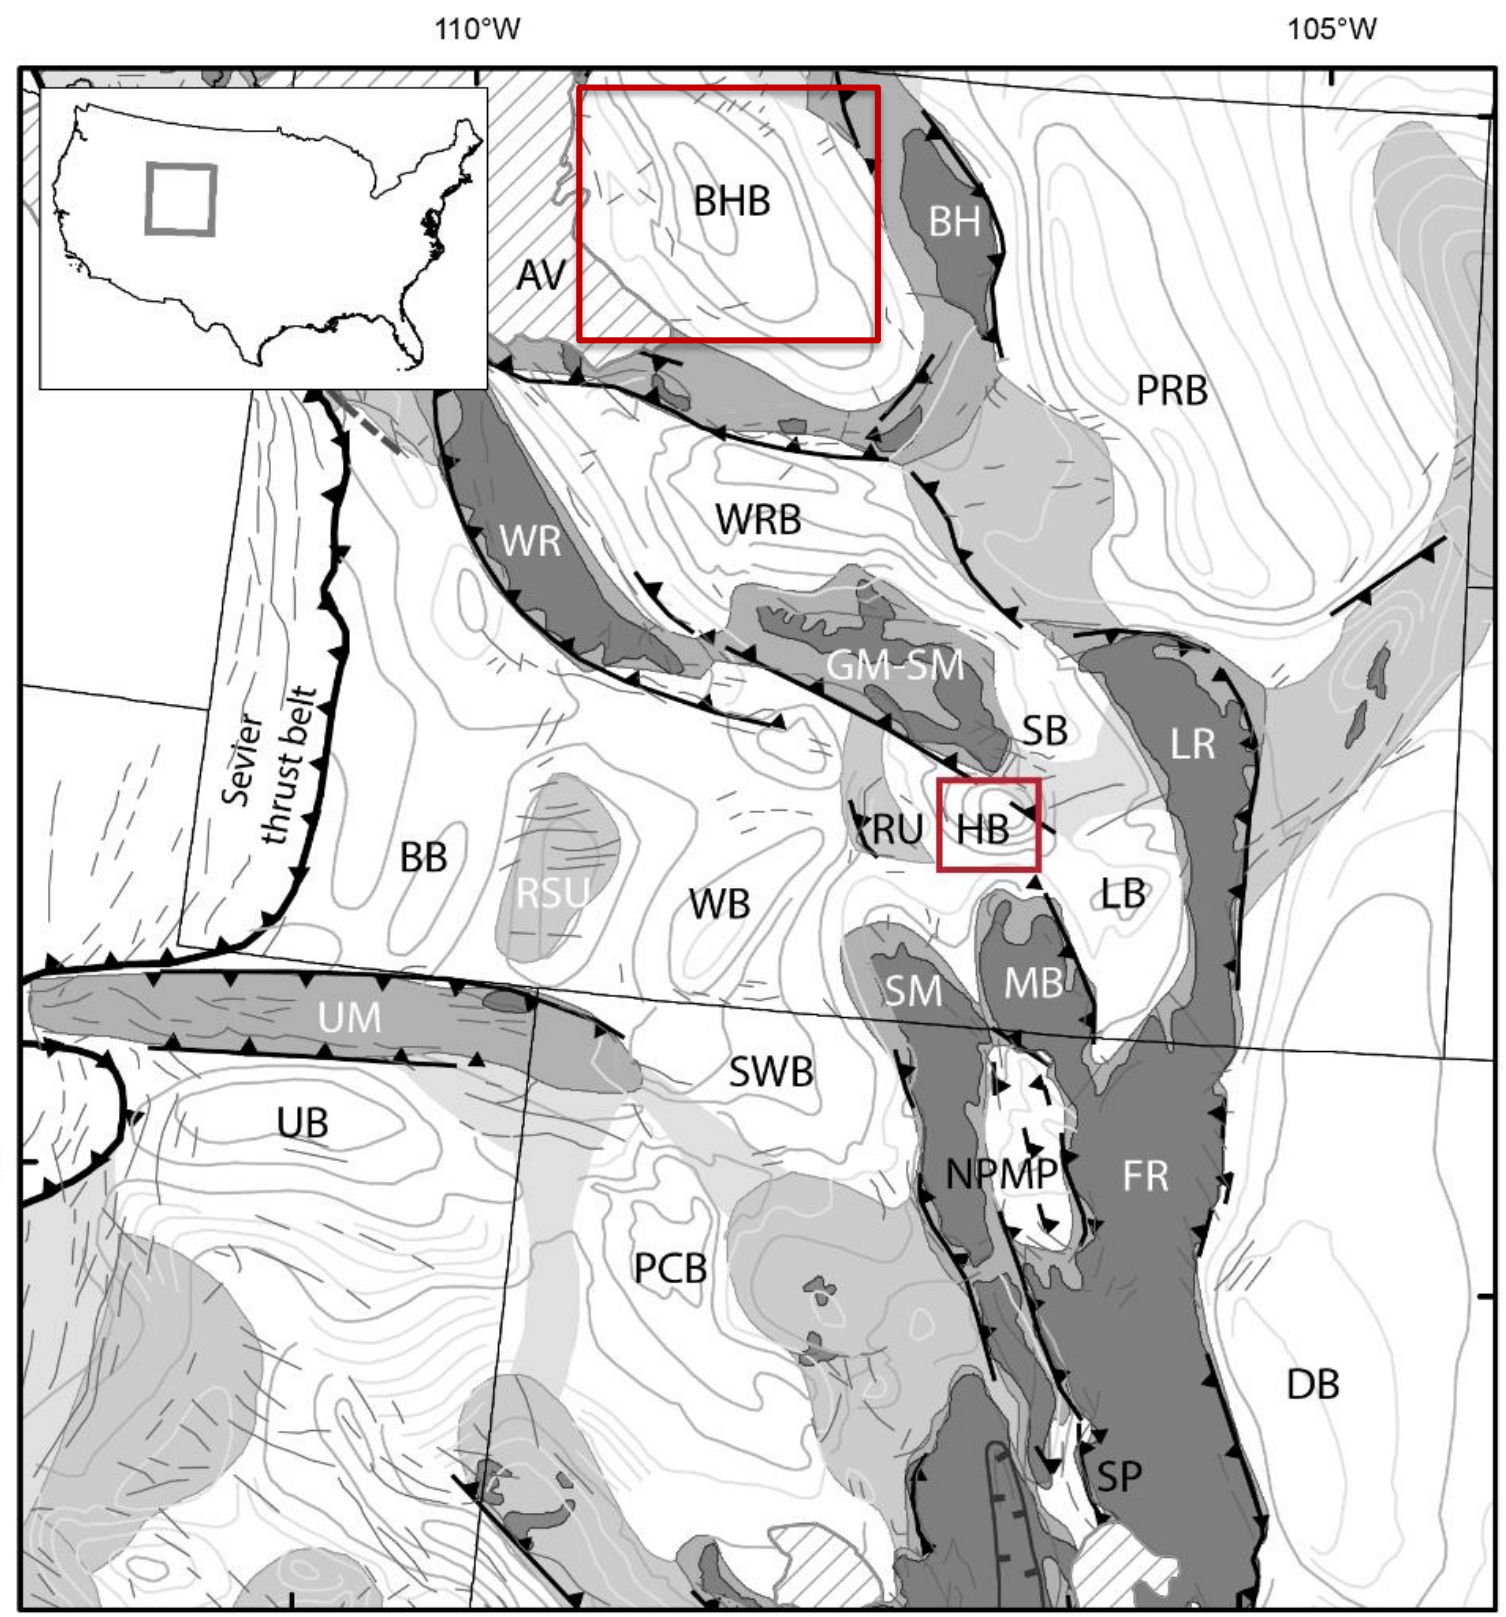 110°W 105°W
BHB
BH
AV
PRB
WRB
WR
GM-SM
SB
LR
Sevier
thrust belt
RU
HB
BB
RSU
WB
LB
SM
MB
UM
SWB
UB
NPMP
FR
PCB
DB
SP